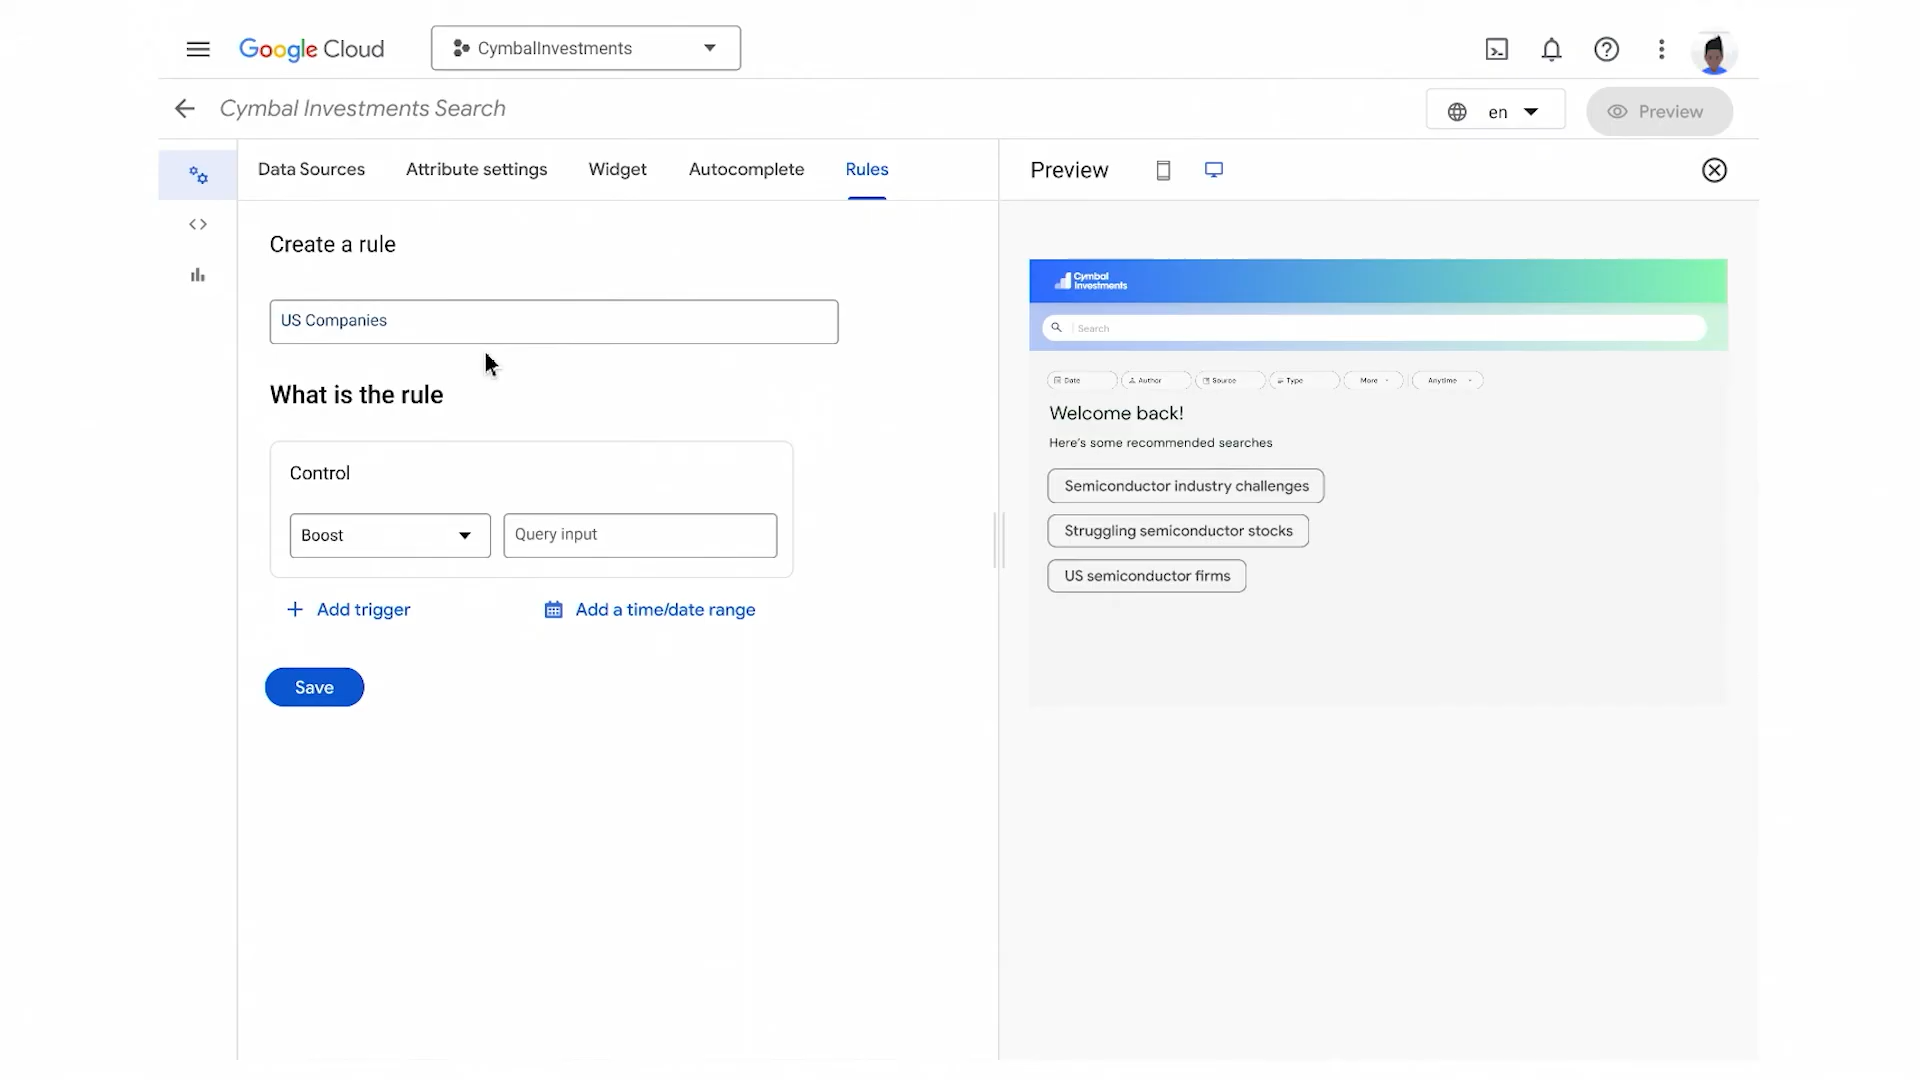 Google Cloud
CymbalInvestments
Cymbal Investments Search
en
Preview
Data Sources
Attribute settings
Widget
Autocomplete
Rules
Preview
Create a rule
US Companies
What is the rule
Control
Boost
Query input
Add trigger
Add a time/date range
Save
Cymbal
Investments
Search
Date
Author
Source
Type
More
Anytime
Welcome back!
Here's some recommended searches
Semiconductor industry challenges
Struggling semiconductor stocks
US semiconductor firms